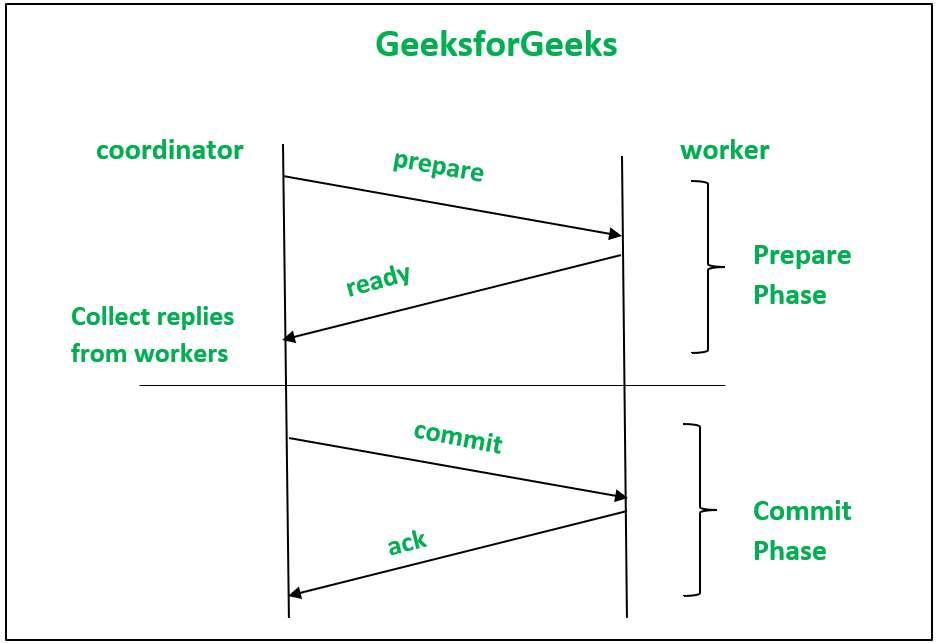 GeeksforGeeks
coordinator
worker
prepare
Prepare
Phase
ready
Collect replies
from workers
commit
Commit
Phase
ack